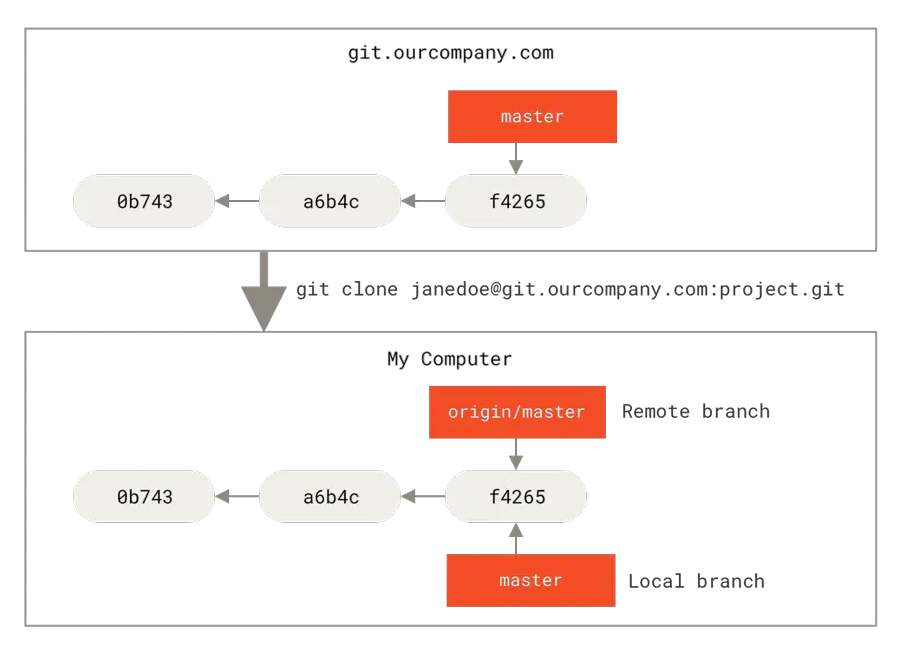 git.ourcompany.com
master
0b743 a6b4c f4265
git clone janedoe@git.ourcompany.com:project.git
My Computer
origin/master Remote branch
0b743 a6b4c f4265
master Local branch